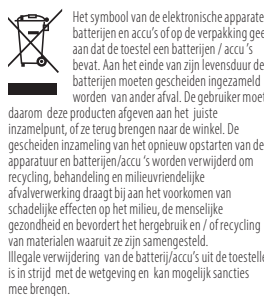 Het symbool van de elektronische apparate
batterijen en accu's of op de verpakking gee
aan dat de toestel een batterijen / accu 's
bevat. Aan het einde van zijn levensduur de
batterijen moeten gescheiden ingezameld
worden van ander afval. De gebruiker moet
daarom deze producten afgeven aan het juiste
inzamelpunt, of ze terug brengen naar de winkel. De
gescheiden inzameling van het opnieuw opstarten van de
apparatuur en batterijen/accu 's worden verwijderd om
recycling, behandeling en milieuvriendelijke
afvalverwerking draagt bij aan het voorkomen van
schadelijke effecten op het milieu, de menselijke
gezondheid en bevordert het hergebruik en / of recycling
van materialen waaruit ze zijn samengesteld.
Illegale verwijdering van de batterij/accu's uit de toestelle
is in strijd met de wetgeving en kan mogelijk sancties
mee brengen.